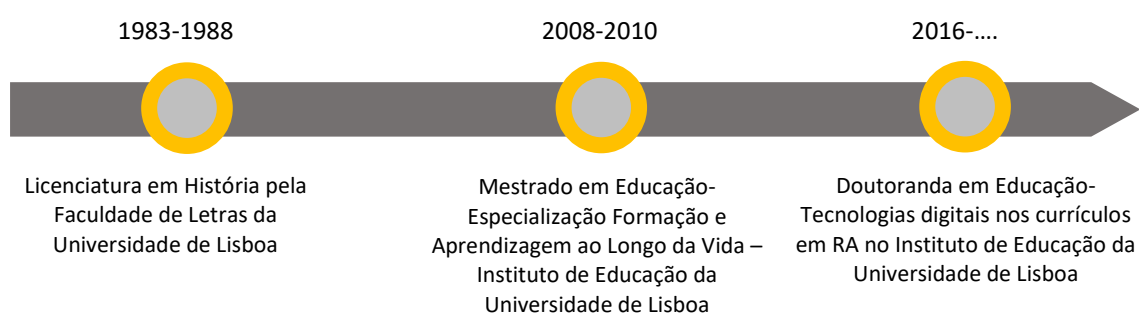 1983-1988
2008-2010
2016-....
Licenciatura em História pela
Faculdade de Letras da
Universidade de Lisboa
Mestrado em Educação-
Especialização Formação e
Aprendizagem ao Longo da Vida –
Instituto de Educação da
Universidade de Lisboa
Doutoranda em Educação-
Tecnologias digitais nos currículos
em RA no Instituto de Educação da
Universidade de Lisboa